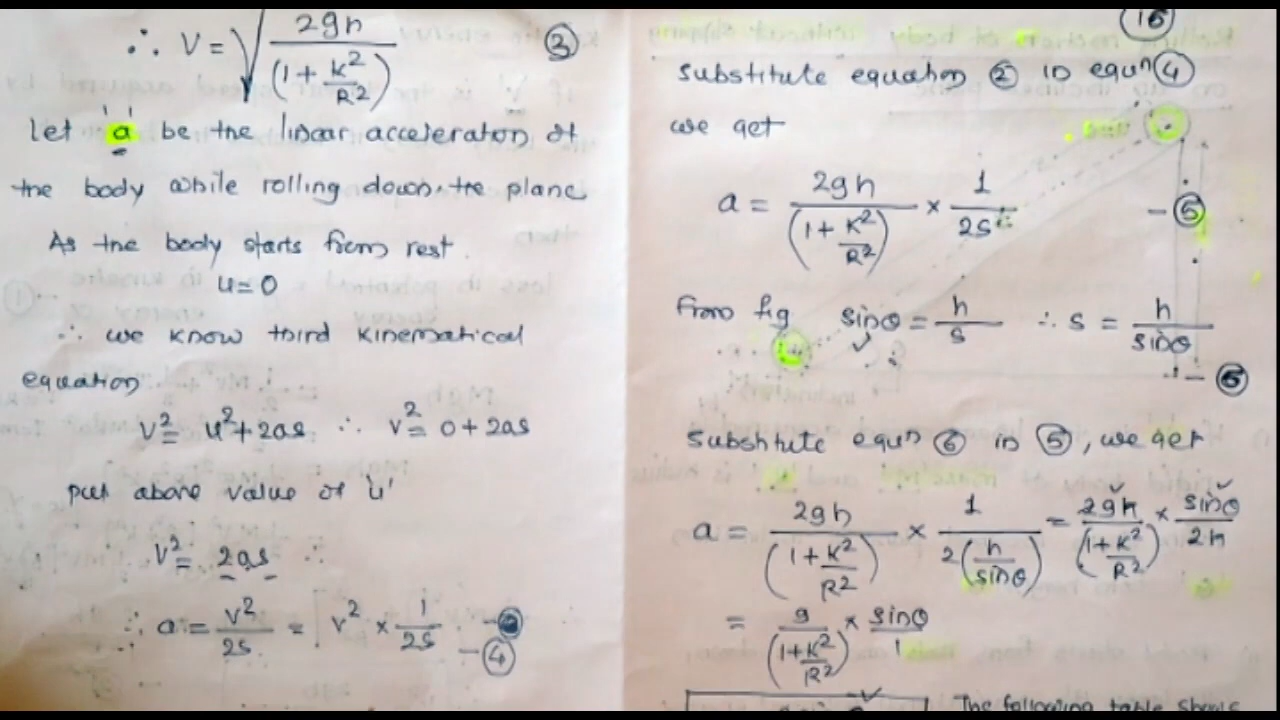 ∴ V = √(2gh / (1 + K²/R²)) ③
Let 'a' be the linear acceleration of
the body while rolling down the plane
As the body starts from rest.
u = 0
∴ we know third kinematical
equation
V² = u² + 2as ∴ v² = 0 + 2as
put above value of 'u'
V² = 2as ∴
∴ a = V²/2s = v² × 1/2s - ④
16
substitute equation ② in equn ④
we get
a = 2gh / (1 + K²/R²) × 1/2s - ⑤
From fig sinθ = h/s ∴ s = h/sinθ
- ⑥
Substitute equn ⑥ in ⑤, we get
a = 2gh / (1 + K²/R²) × 1 / 2(h/sinθ) = 2gh / (1 + K²/R²) × sinθ/2h
= g / (1 + K²/R²) × sinθ/1
The following table shows